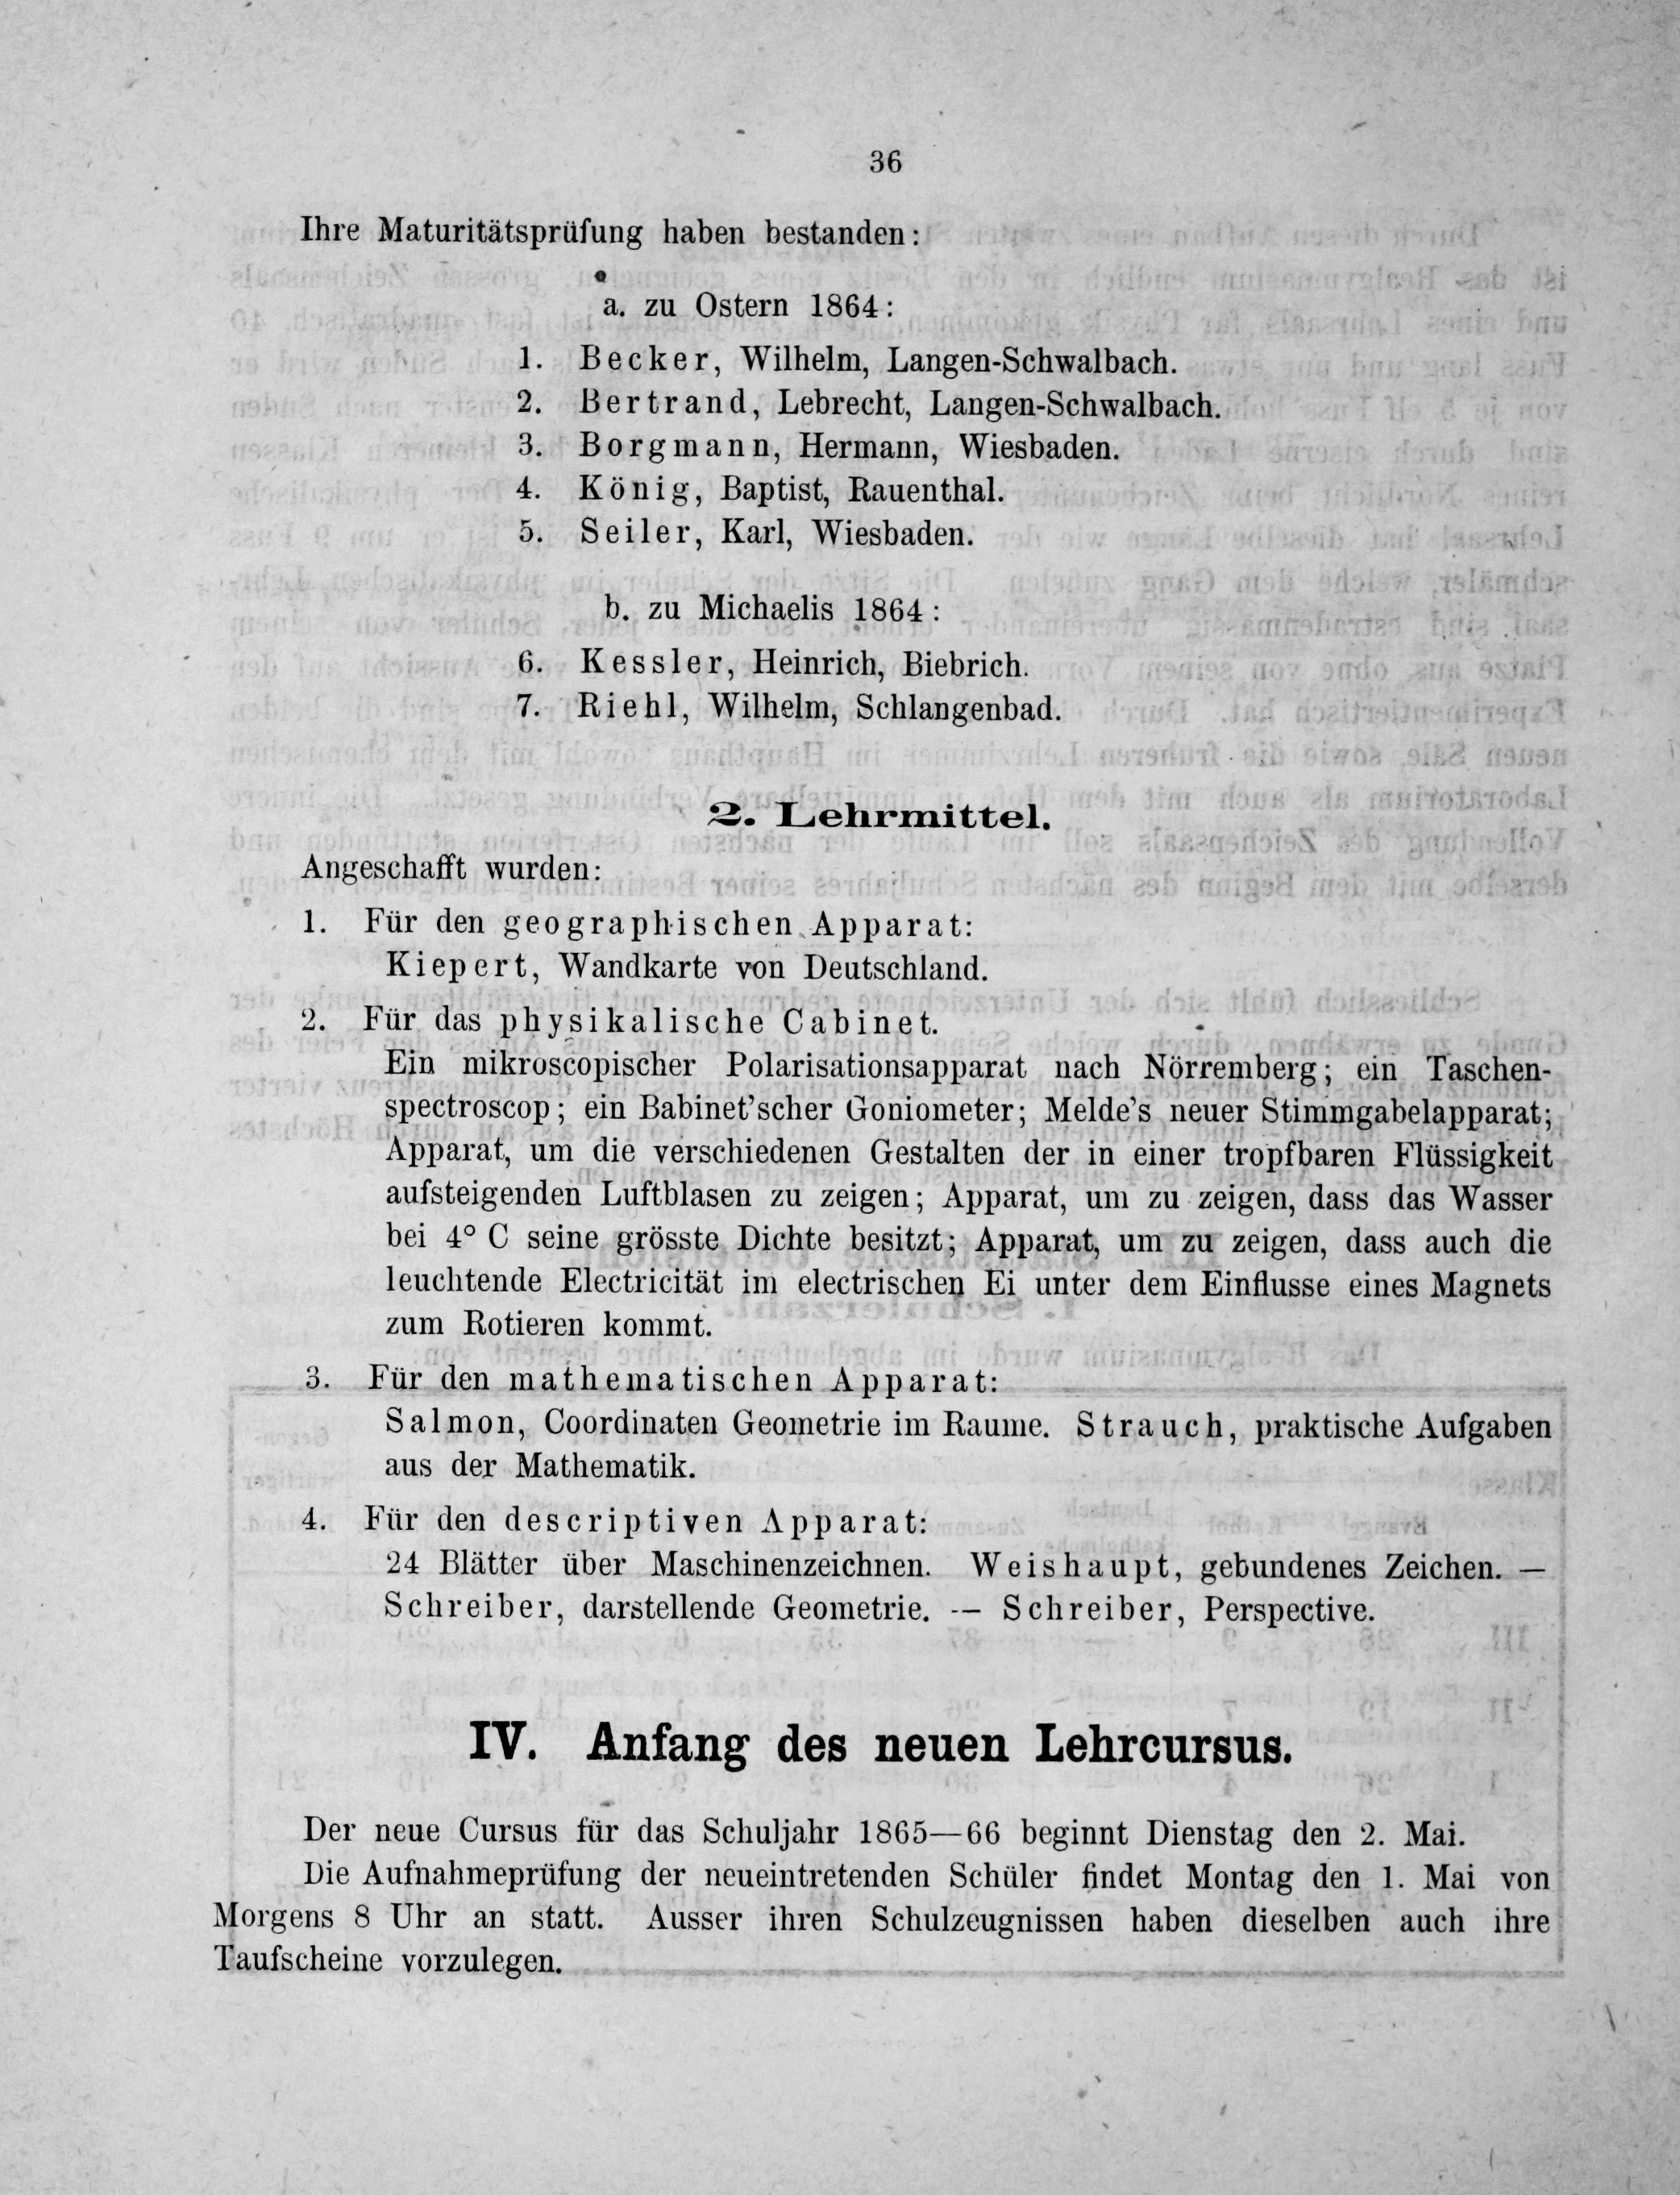 36
Ihre Maturitätsprüfung haben bestanden:
a. zu Ostern 1864:
1. Becker, Wilhelm, Langen-Schwalbach.
2. Bertrand, Lebrecht, Langen-Schwalbach.
3. Borgmann, Hermann, Wiesbaden.
4. König, Baptist, Rauenthal.
5. Seiler, Karl, Wiesbaden.
b. zu Michaelis 1864:
6. Kessler, Heinrich, Biebrich.
7. Riehl, Wilhelm, Schlangenbad.
2. Lehrmittel.
Angeschafft wurden:
1. Für den geographischen Apparat:
Kiepert, Wandkarte von Deutschland.
2. Für das physikalische Cabinet.
Ein mikroscopischer Polarisationsapparat nach Nörremberg; ein Taschen-
spectroscop; ein Babinet'scher Goniometer; Melde's neuer Stimmgabelapparat;
Apparat, um die verschiedenen Gestalten der in einer tropfbaren Flüssigkeit
aufsteigenden Luftblasen zu zeigen; Apparat, um zu zeigen, dass das Wasser
bei 4° C seine grösste Dichte besitzt; Apparat, um zu zeigen, dass auch die
leuchtende Electricität im electrischen Ei unter dem Einflusse eines Magnets
zum Rotieren kommt.
3. Für den mathematischen Apparat:
Salmon, Coordinaten Geometrie im Raume. Strauch, praktische Aufgaben
aus der Mathematik.
4. Für den descriptiven Apparat:
24 Blätter über Maschinenzeichnen. Weishaupt, gebundenes Zeichen. —
Schreiber, darstellende Geometrie. — Schreiber, Perspective.
IV. Anfang des neuen Lehrcursus.
Der neue Cursus für das Schuljahr 1865—66 beginnt Dienstag den 2. Mai.
Die Aufnahmeprüfung der neueintretenden Schüler findet Montag den 1. Mai von
Morgens 8 Uhr an statt. Ausser ihren Schulzeugnissen haben dieselben auch ihre
Taufscheine vorzulegen.